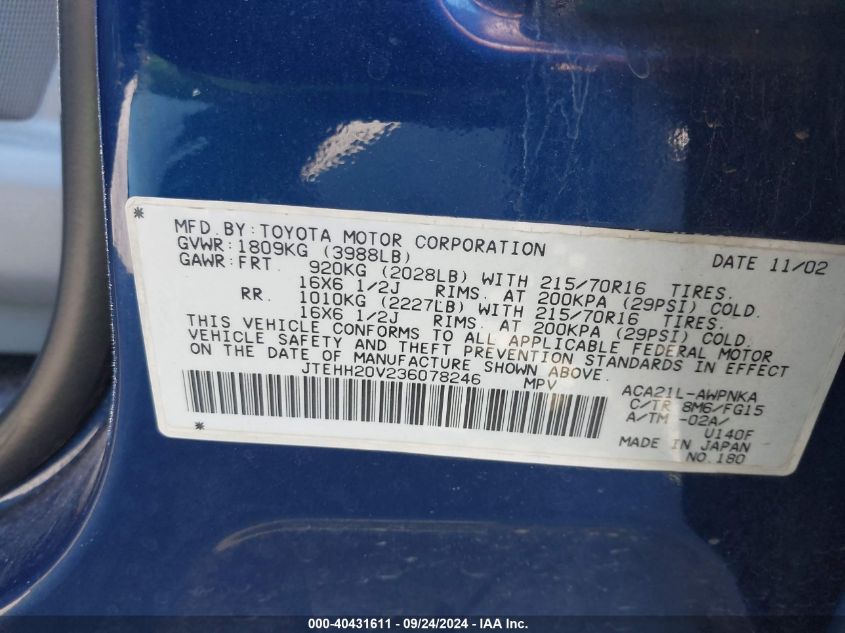 MFD.BY:TOYOTA MOTOR CORPORATION DATE 11/02
GVWR:1809KG (3988LB)
GAWR:FRT. 920KG (2028LB) WITH 215/70R16 TIRES.
16X6 1/2J RIMS. AT 200KPA (29PSI) COLD.
RR. 1010KG (2227LB) WITH 215/70R16 TIRES.
16X6 1/2J RIMS. AT 200KPA (29PSI) COLD.
THIS VEHICLE CONFORMS TO ALL APPLICABLE FEDERAL MOTOR
VEHICLE SAFETY AND THEFT PREVENTION STANDARDS IN EFFECT
ON THE DATE OF MANUFACTURE SHOWN ABOVE.
JTEHH20V236078246 MPV
ACA21L-AWPNKA
C/TR 8M6/FG15
A/TM -02A/
U140F
MADE IN JAPAN
NO.180
000-40431611 - 09/24/2024 - IAA Inc.